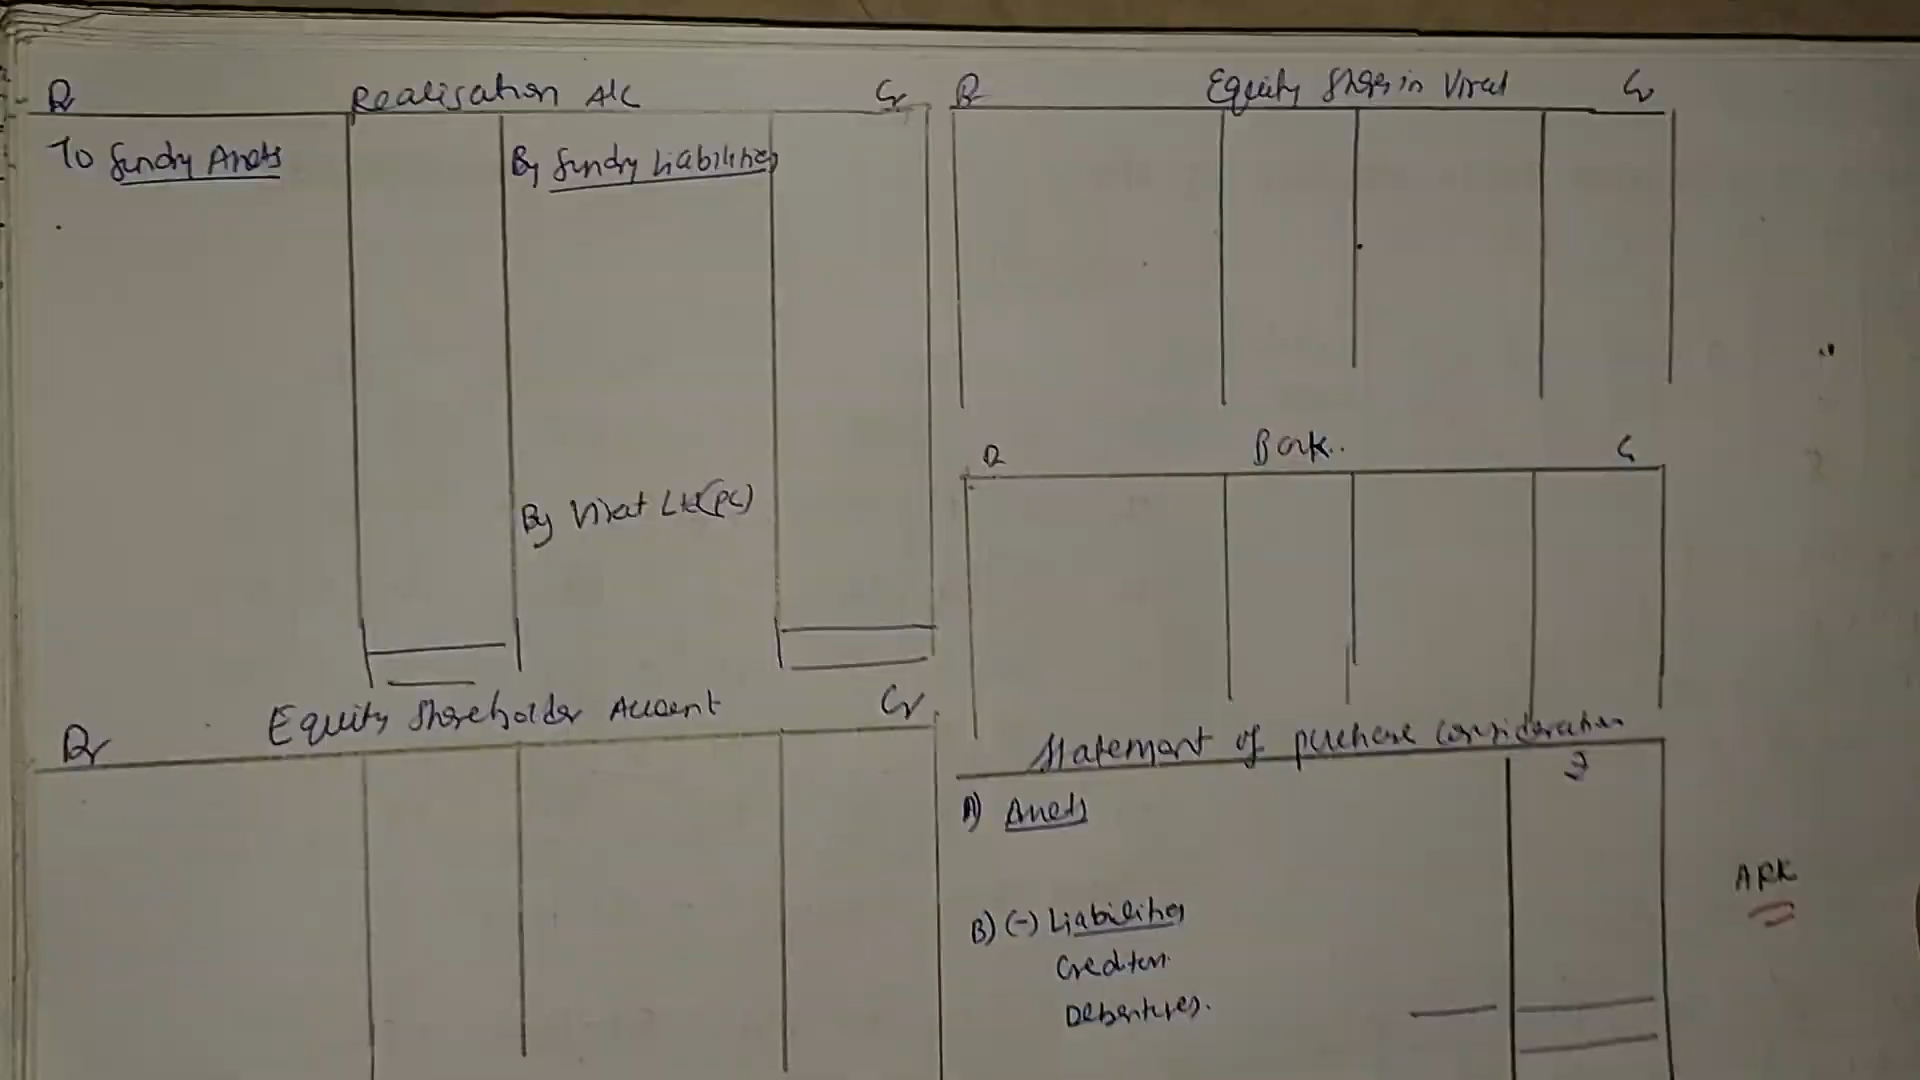 Dr Realisation A/c Cr
To Sundry Assets
By Sundry Liabilities
By Virat Ltd (PC)
Dr Equity Shareholder Account Cr
Dr Equity Shares in Virat Cr
Dr Bank.. Cr
Statement of purchase consideration
₹
A) Assets
B) (-) Liabilities
Creditors
Debentures.
ARK